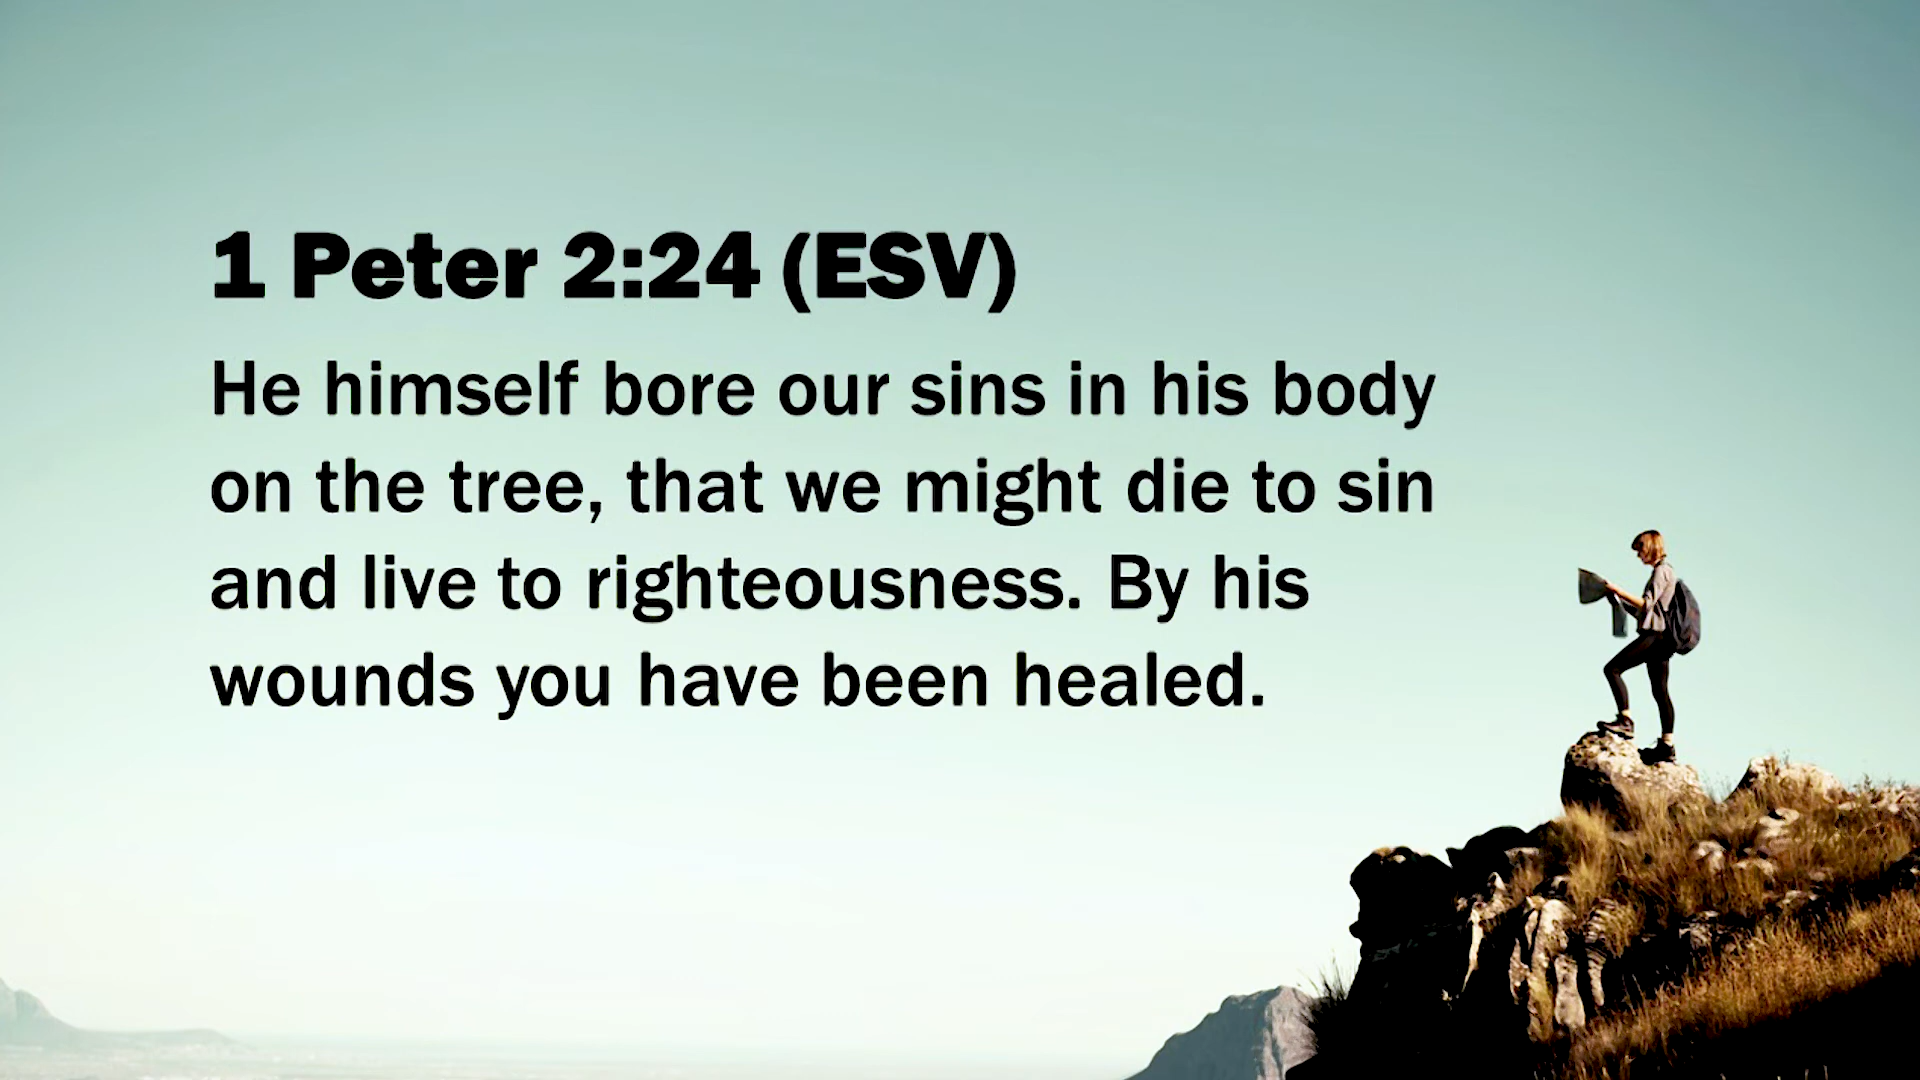 1 Peter 2:24 (ESV)
He himself bore our sins in his body
on the tree, that we might die to sin
and live to righteousness. By his
wounds you have been healed.